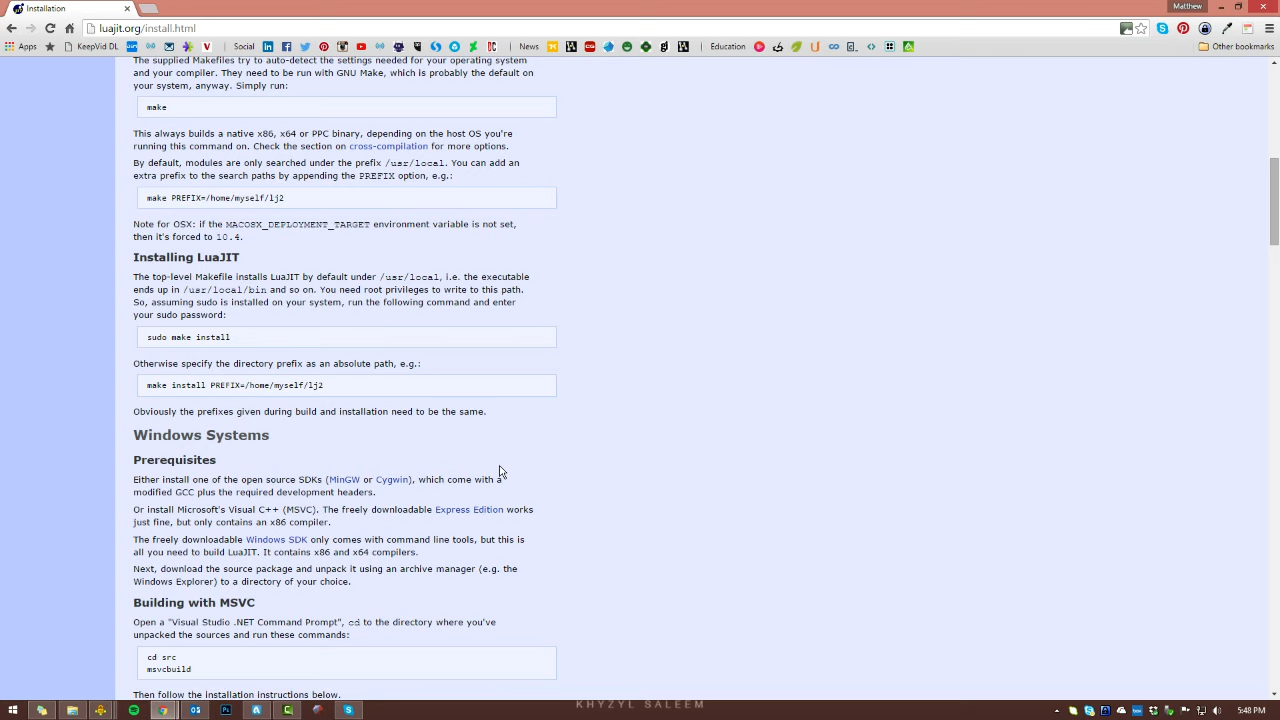 Installation
Matthew
luajit.org/install.html
Apps
KeepVid DL
Social
News
Education
Other bookmarks
The supplied Makefiles try to auto-detect the settings needed for your operating system
and your compiler. They need to be run with GNU Make, which is probably the default on
your system, anyway. Simply run:
make
This always builds a native x86, x64 or PPC binary, depending on the host OS you're
running this command on. Check the section on cross-compilation for more options.
By default, modules are only searched under the prefix /usr/local. You can add an
extra prefix to the search paths by appending the PREFIX option, e.g.:
make PREFIX=/home/myself/lj2
Note for OSX: if the MACOSX_DEPLOYMENT_TARGET environment variable is not set,
then it's forced to 10.4.
Installing LuaJIT
The top-level Makefile installs LuaJIT by default under /usr/local, i.e. the executable
ends up in /usr/local/bin and so on. You need root privileges to write to this path.
So, assuming sudo is installed on your system, run the following command and enter
your sudo password:
sudo make install
Otherwise specify the directory prefix as an absolute path, e.g.:
make install PREFIX=/home/myself/lj2
Obviously the prefixes given during build and installation need to be the same.
Windows Systems
Prerequisites
Either install one of the open source SDKs (MinGW or Cygwin), which come with a
modified GCC plus the required development headers.
Or install Microsoft's Visual C++ (MSVC). The freely downloadable Express Edition works
just fine, but only contains an x86 compiler.
The freely downloadable Windows SDK only comes with command line tools, but this is
all you need to build LuaJIT. It contains x86 and x64 compilers.
Next, download the source package and unpack it using an archive manager (e.g. the
Windows Explorer) to a directory of your choice.
Building with MSVC
Open a "Visual Studio .NET Command Prompt", cd to the directory where you've
unpacked the sources and run these commands:
cd src
msvcbuild
Then follow the installation instructions below.
KHYZYL SALEEM
5:48 PM